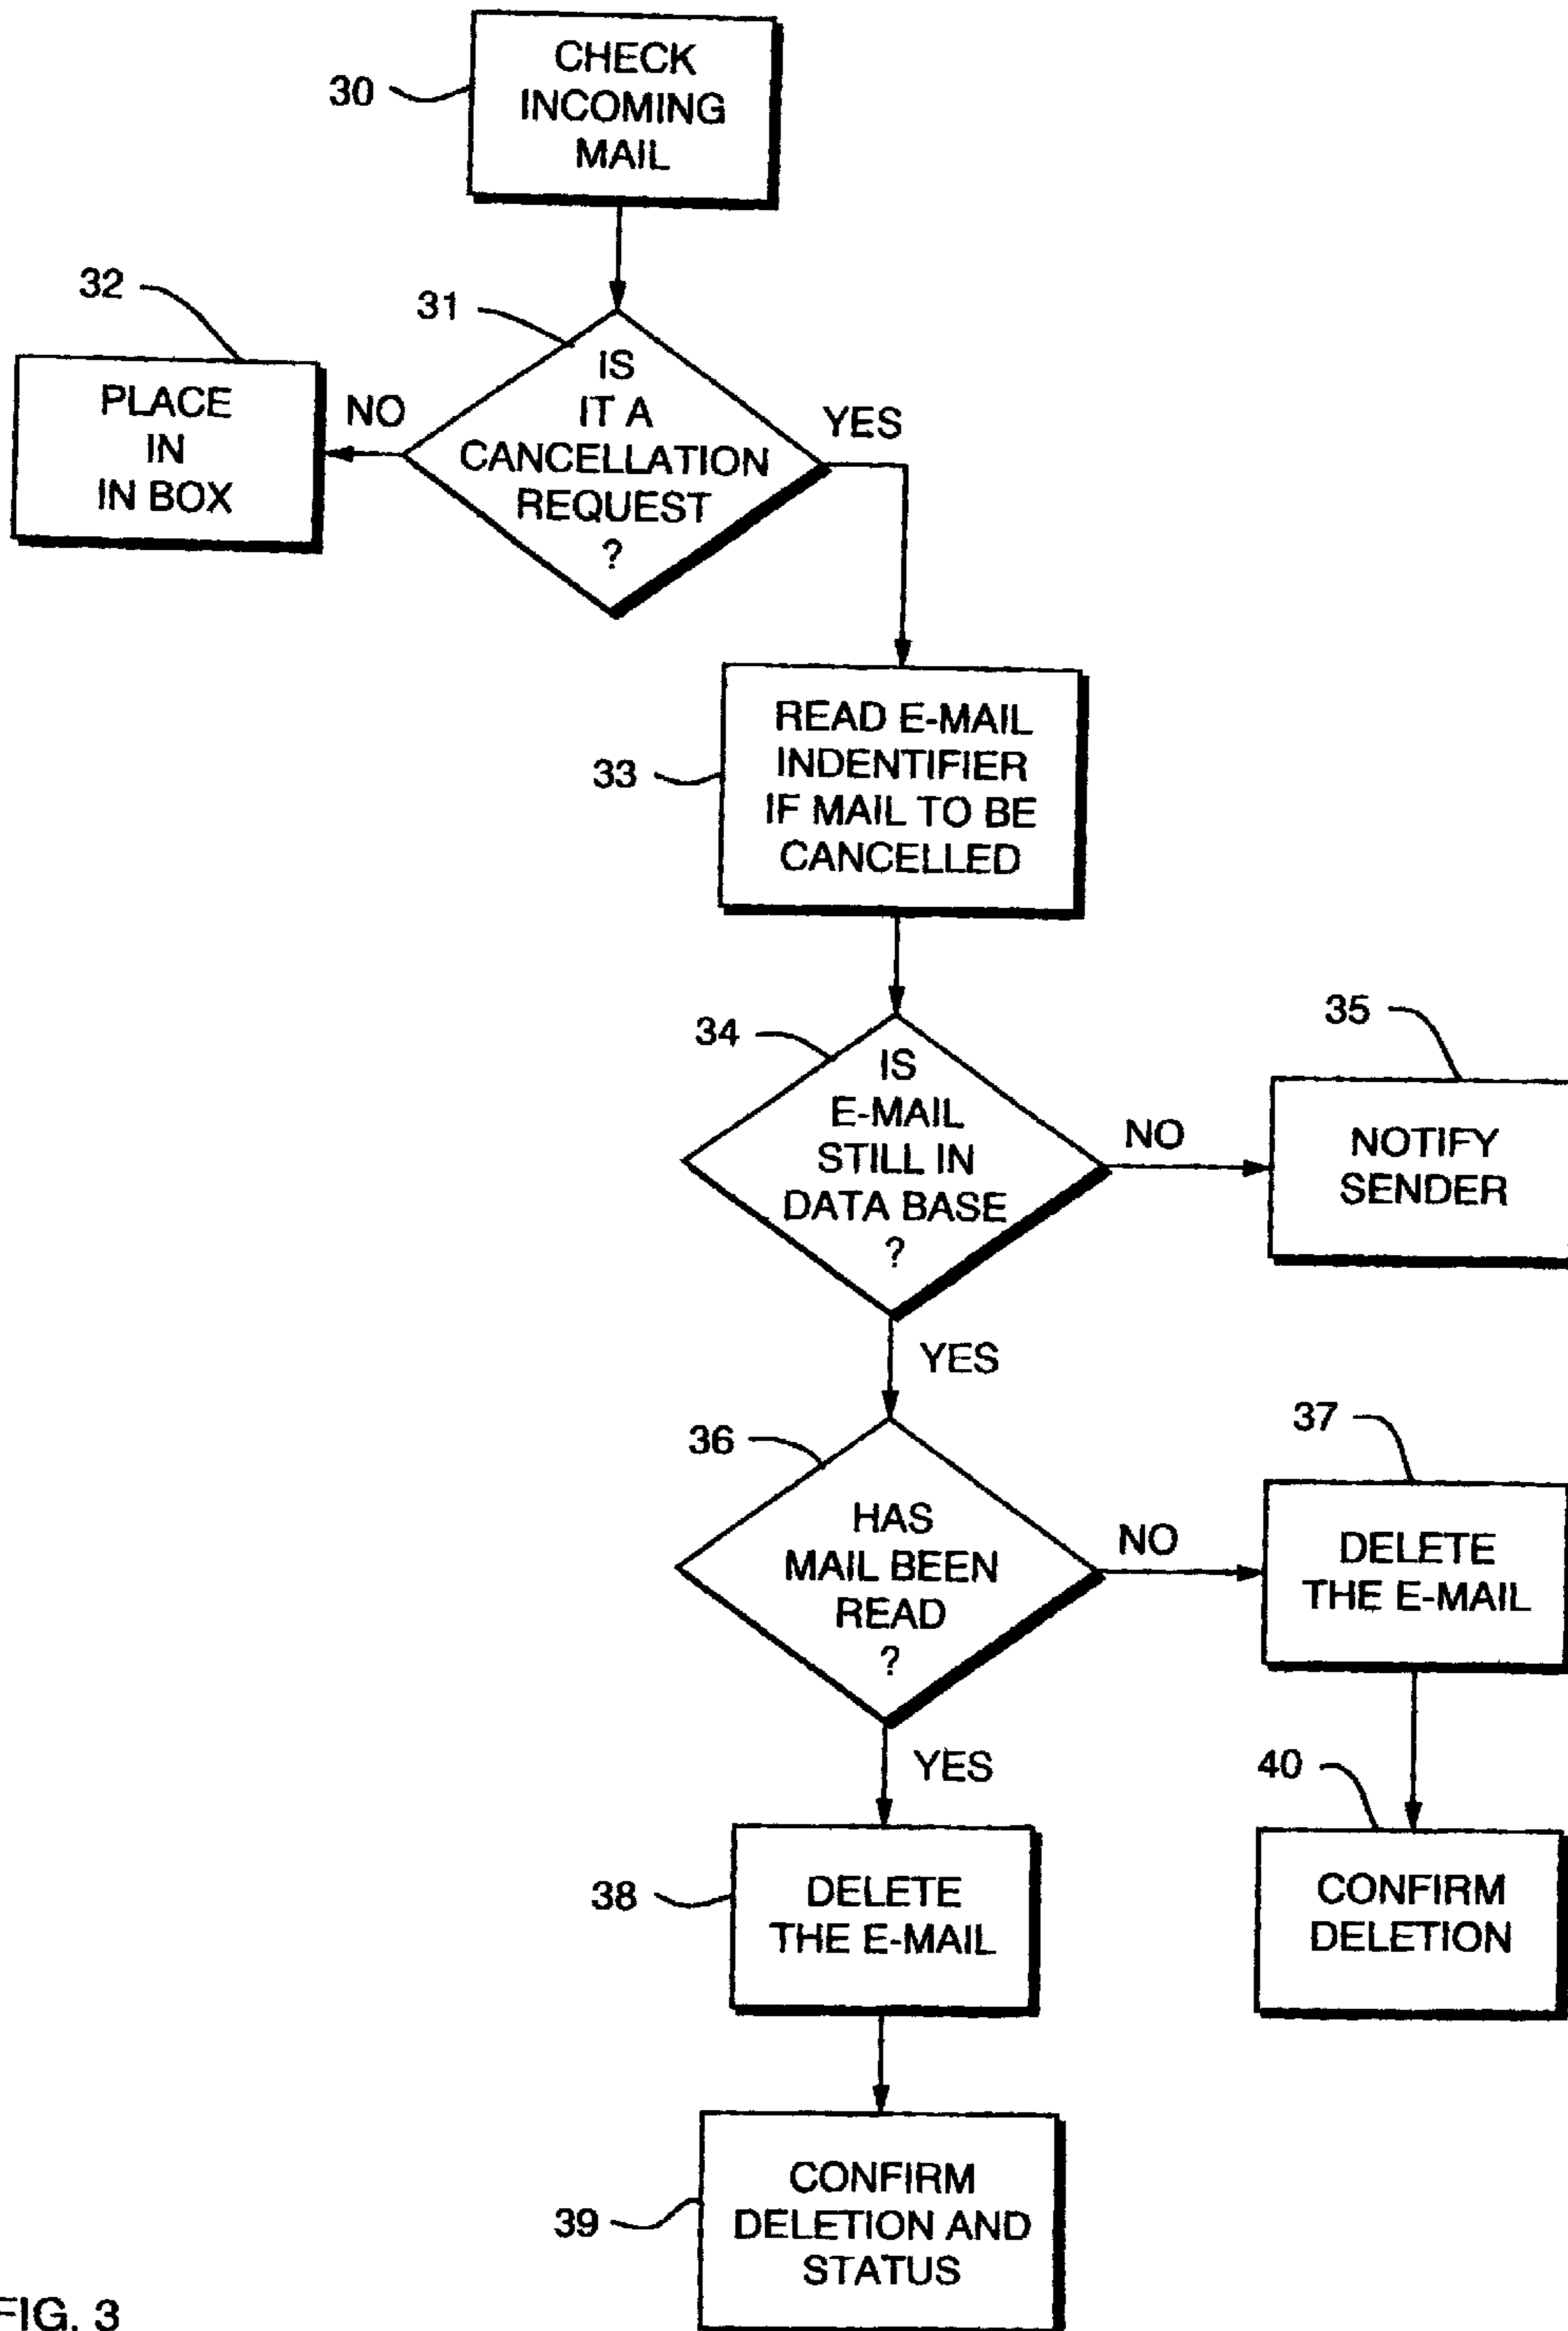 30
CHECK
INCOMING
MAIL
32
31
PLACE
IN
IN BOX
NO
IS
IT A
CANCELLATION
REQUEST
?
YES
33
READ E-MAIL
INDENTIFIER
IF MAIL TO BE
CANCELLED
34
IS
E-MAIL
STILL IN
DATA BASE
?
NO
35
NOTIFY
SENDER
YES
36
HAS
MAIL BEEN
READ
?
NO
37
DELETE
THE E-MAIL
YES
40
CONFIRM
DELETION
38
DELETE
THE E-MAIL
39
CONFIRM
DELETION AND
STATUS
FIG. 3